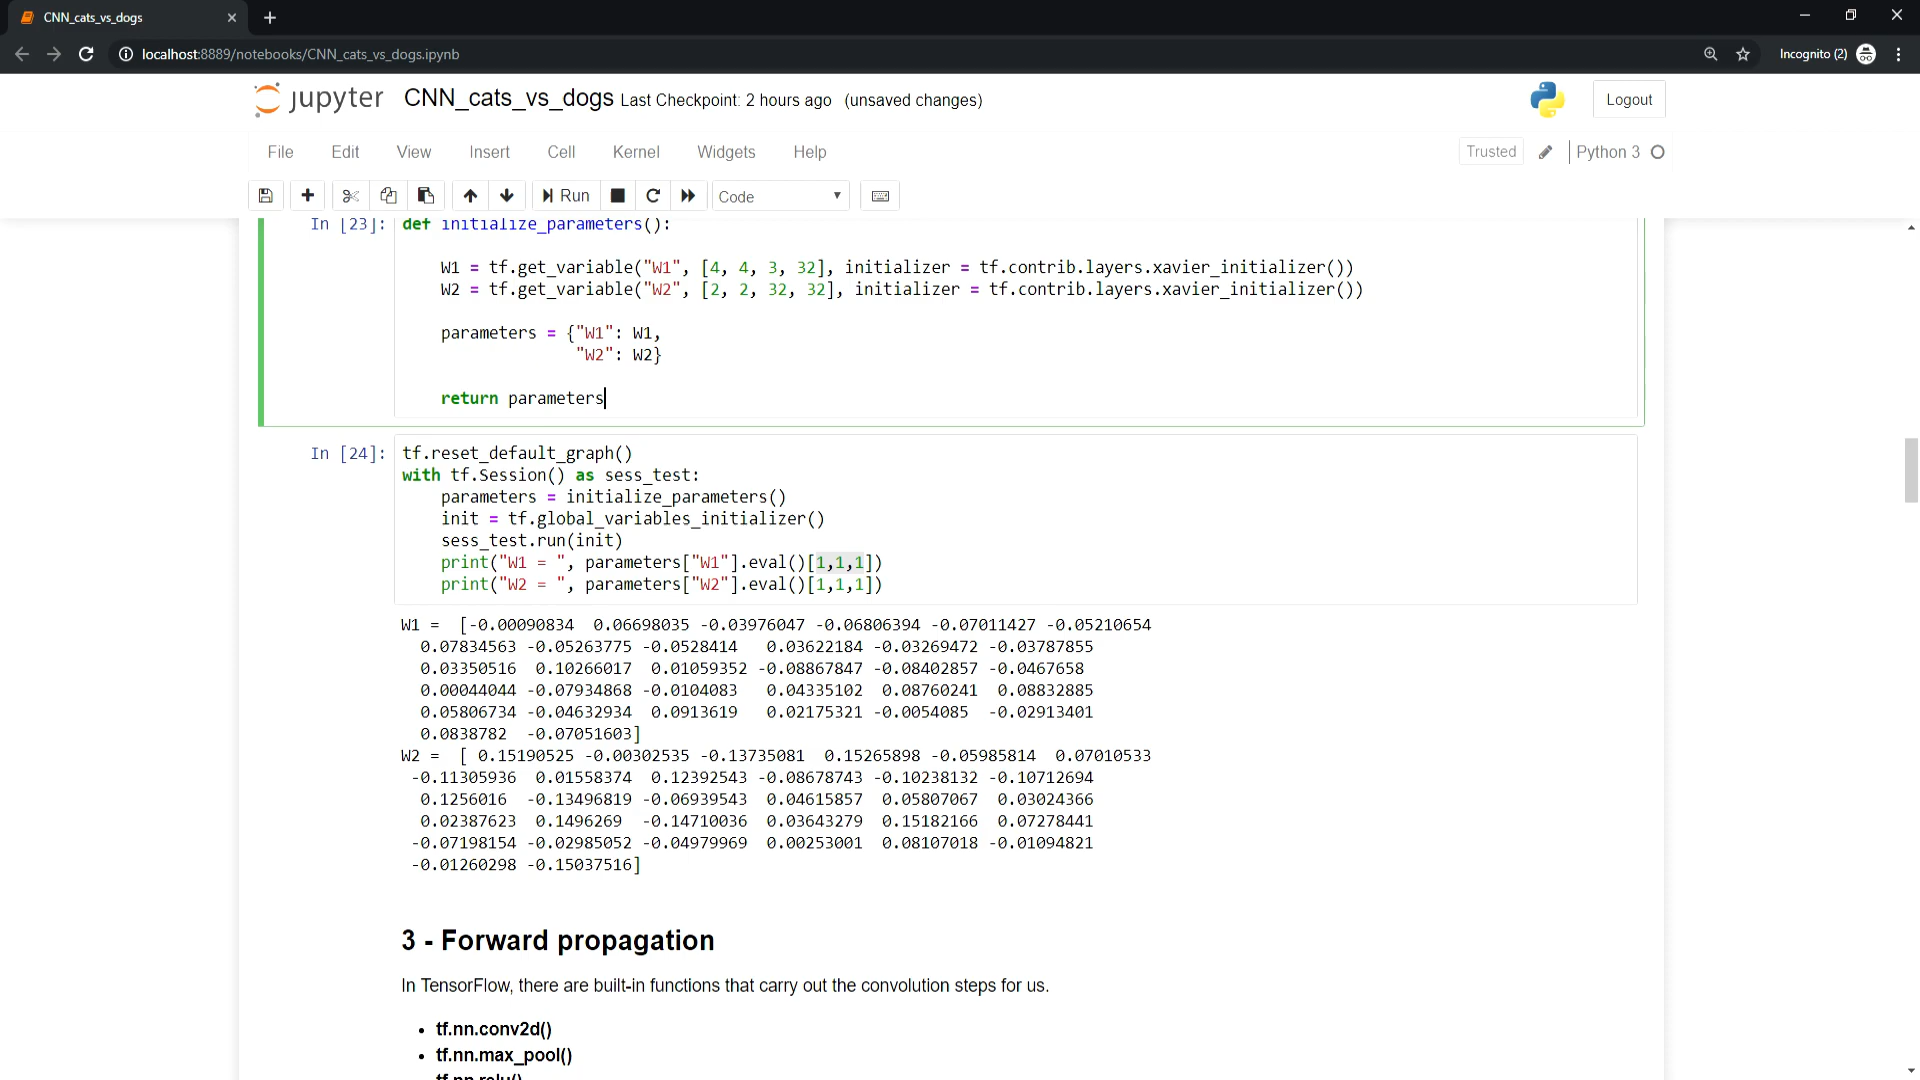 CNN_cats_vs_dogs
localhost:8889/notebooks/CNN_cats_vs_dogs.ipynb
Incognito (2)
jupyter CNN_cats_vs_dogs Last Checkpoint: 2 hours ago (unsaved changes)
Logout
File Edit View Insert Cell Kernel Widgets Help
Trusted Python 3
Run Code
In [23]: def initialize_parameters():
W1 = tf.get_variable("W1", [4, 4, 3, 32], initializer = tf.contrib.layers.xavier_initializer())
W2 = tf.get_variable("W2", [2, 2, 32, 32], initializer = tf.contrib.layers.xavier_initializer())
parameters = {"W1": W1,
"W2": W2}
return parameters
In [24]: tf.reset_default_graph()
with tf.Session() as sess_test:
parameters = initialize_parameters()
init = tf.global_variables_initializer()
sess_test.run(init)
print("W1 = ", parameters["W1"].eval()[1,1,1])
print("W2 = ", parameters["W2"].eval()[1,1,1])
W1 =  [-0.00090834  0.06698035 -0.03976047 -0.06806394 -0.07011427 -0.05210654
0.07834563 -0.05263775 -0.0528414   0.03622184 -0.03269472 -0.03787855
0.03350516  0.10266017  0.01059352 -0.08867847 -0.08402857 -0.0467658
0.00044044 -0.07934868 -0.0104083   0.04335102  0.08760241  0.08832885
0.05806734 -0.04632934  0.0913619   0.02175321 -0.0054085  -0.02913401
0.0838782  -0.07051603]
W2 =  [ 0.15190525 -0.00302535 -0.13735081  0.15265898 -0.05985814  0.07010533
-0.11305936  0.01558374  0.12392543 -0.08678743 -0.10238132 -0.10712694
0.1256016  -0.13496819 -0.06939543  0.04615857  0.05807067  0.03024366
0.02387623  0.1496269  -0.14710036  0.03643279  0.15182166  0.07278441
-0.07198154 -0.02985052 -0.04979969  0.00253001  0.08107018 -0.01094821
-0.01260298 -0.15037516]
3 - Forward propagation
In TensorFlow, there are built-in functions that carry out the convolution steps for us.
• tf.nn.conv2d()
• tf.nn.max_pool()
tf.nn.relu()